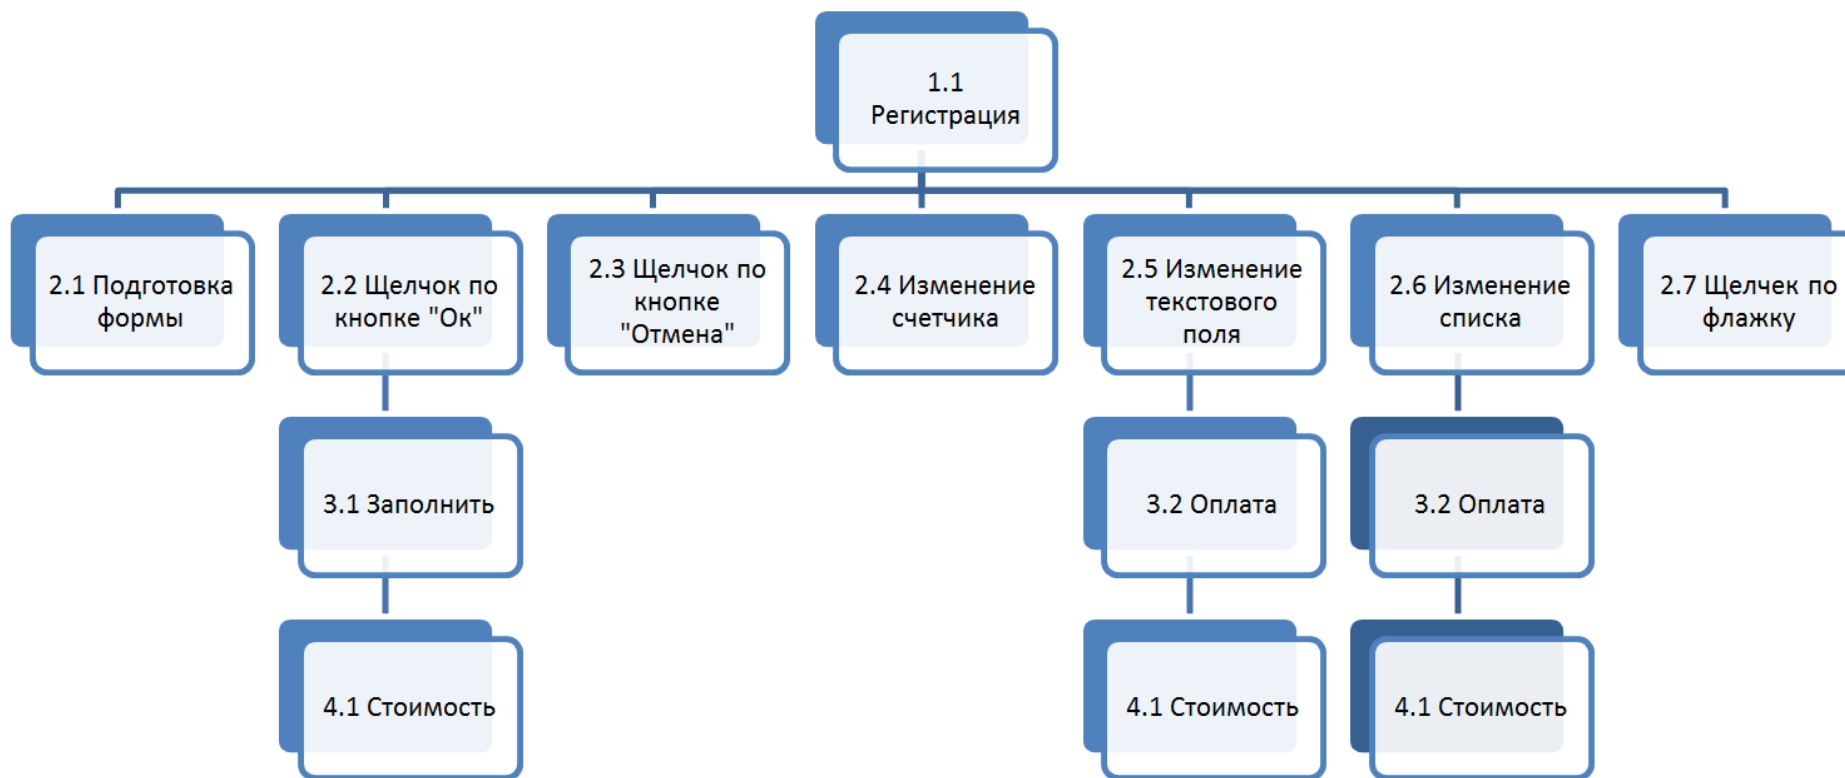 1.1
Регистрация
2.1 Подготовка
формы
2.2 Щелчок по
кнопке "Ок"
2.3 Щелчок по
кнопке
"Отмена"
2.4 Изменение
счетчика
2.5 Изменение
текстового
поля
2.6 Изменение
списка
2.7 Щелчек по
флажку
3.1 Заполнить
3.2 Оплата
3.2 Оплата
4.1 Стоимость
4.1 Стоимость
4.1 Стоимость